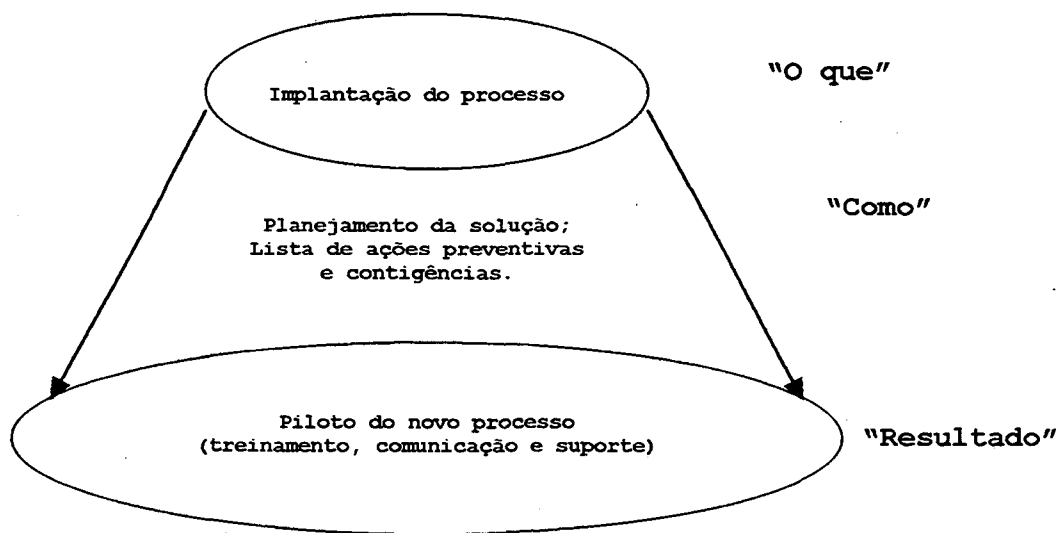 "O que"
Implantação do processo
"Como"
Planejamento da solução;
Lista de ações preventivas
e contigências.
Piloto do novo processo
(treinamento, comunicação e suporte)
"Resultado"